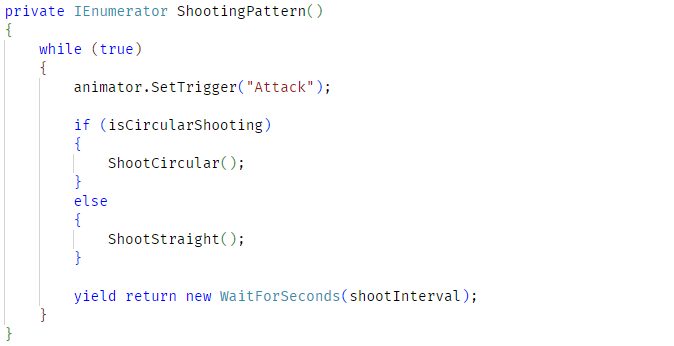 private IEnumerator ShootingPattern()
{
    while (true)
    {
        animator.SetTrigger("Attack");

        if (isCircularShooting)
        {
            ShootCircular();
        }
        else
        {
            ShootStraight();
        }

        yield return new WaitForSeconds(shootInterval);
    }
}